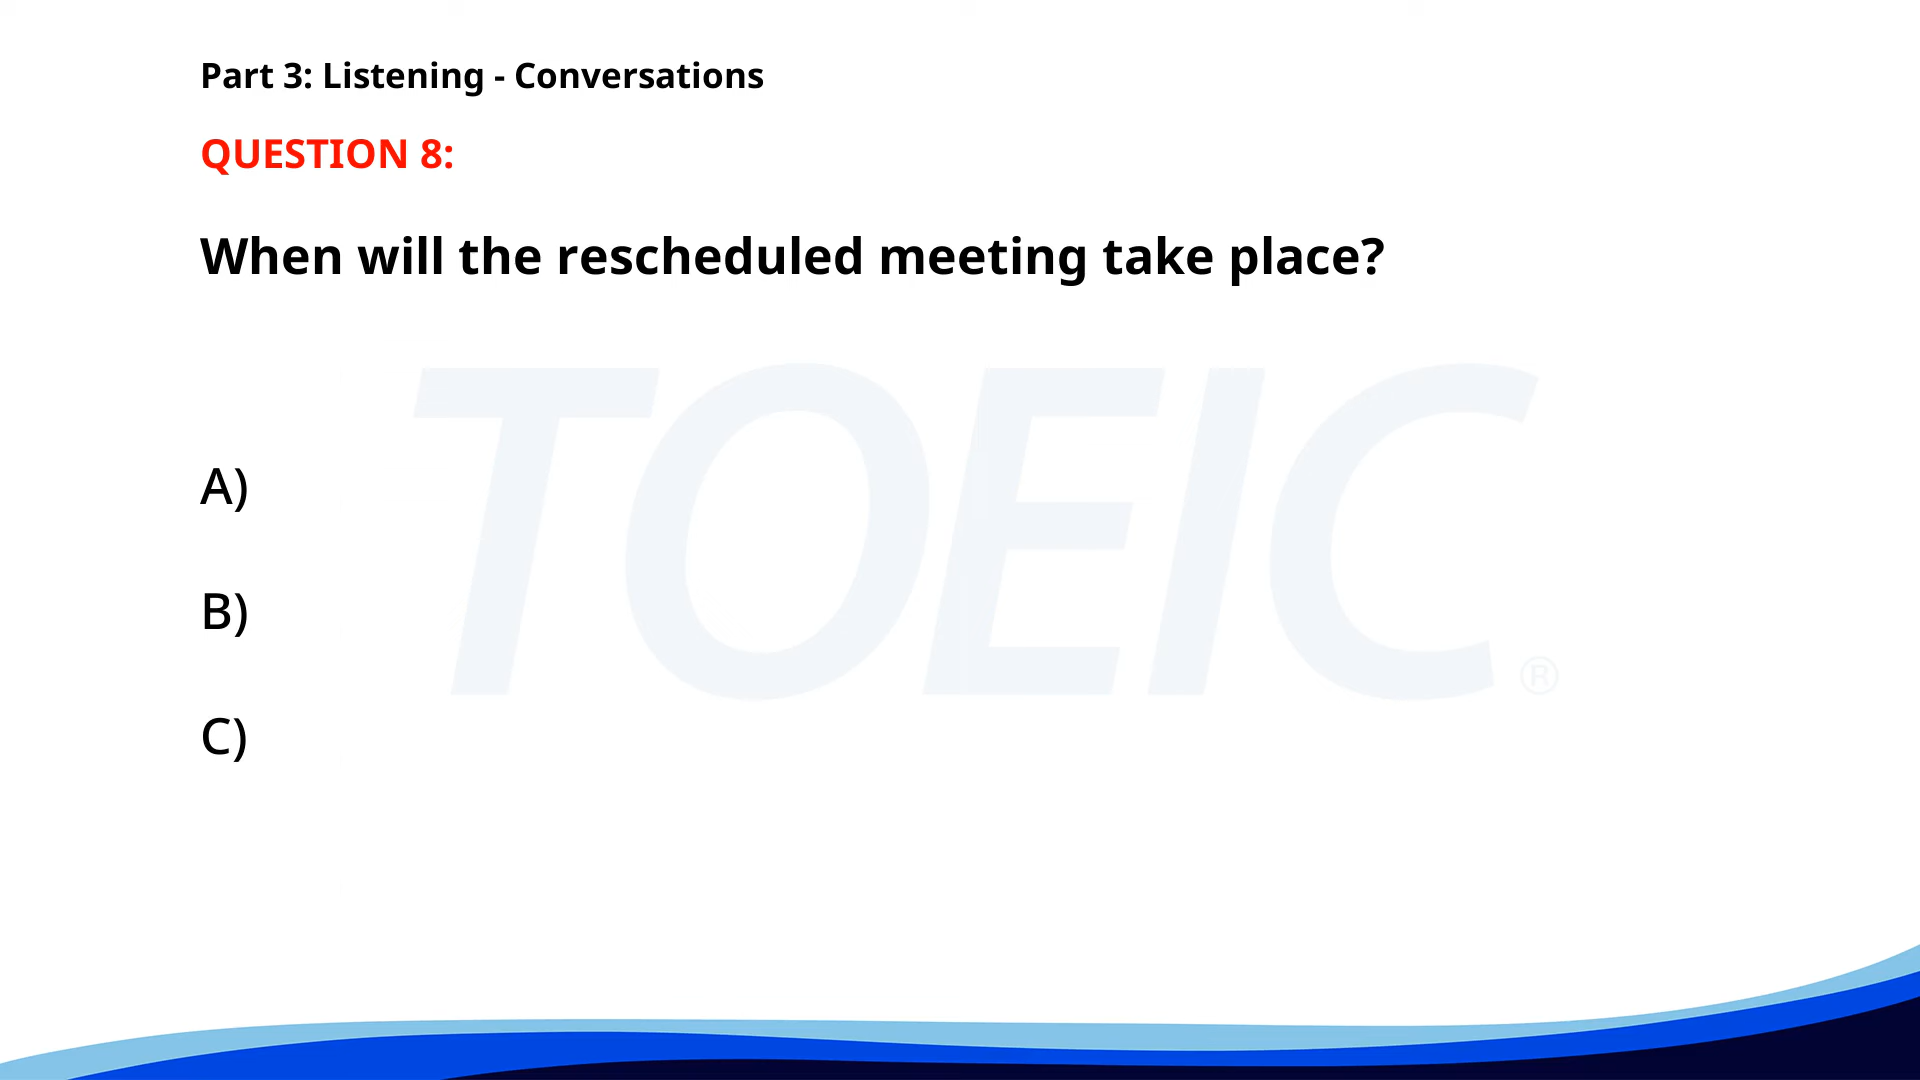 Part 3: Listening - Conversations
QUESTION 8:
When will the rescheduled meeting take place?
TOEIC®
A)
B)
C)